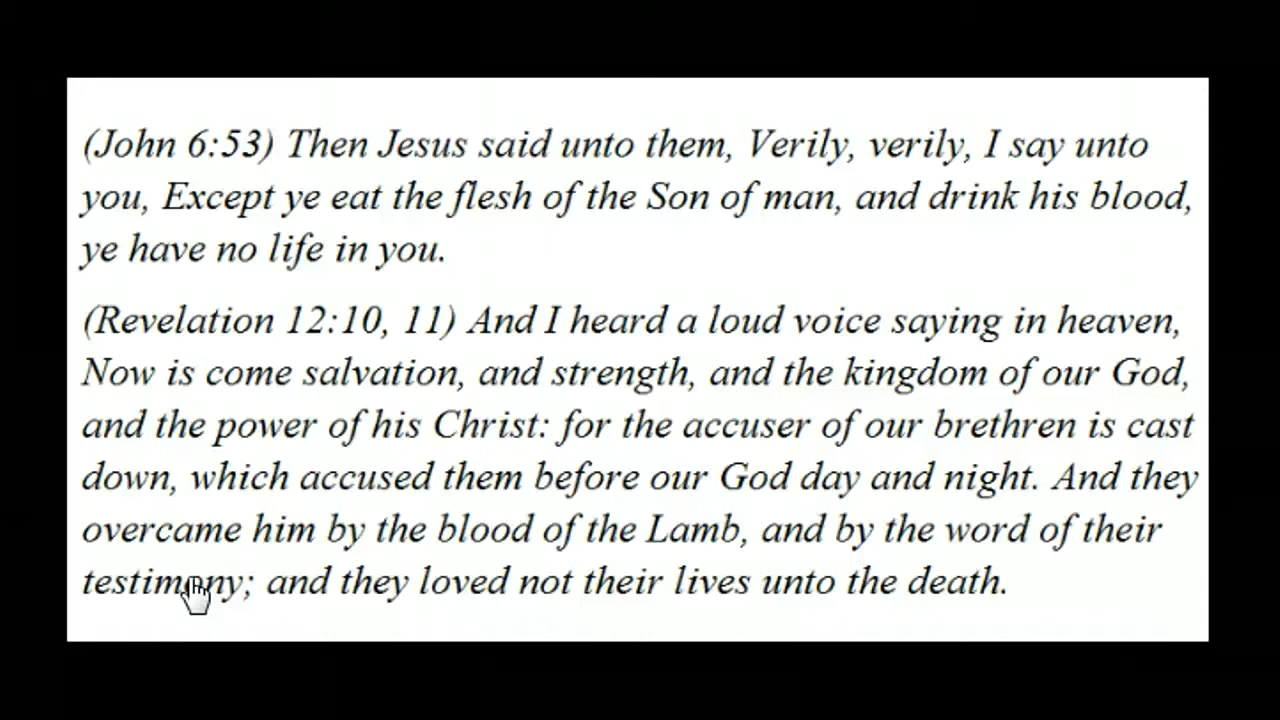 (John 6:53) Then Jesus said unto them, Verily, verily, I say unto
you, Except ye eat the flesh of the Son of man, and drink his blood,
ye have no life in you.
(Revelation 12:10, 11) And I heard a loud voice saying in heaven,
Now is come salvation, and strength, and the kingdom of our God,
and the power of his Christ: for the accuser of our brethren is cast
down, which accused them before our God day and night. And they
overcame him by the blood of the Lamb, and by the word of their
testimony; and they loved not their lives unto the death.